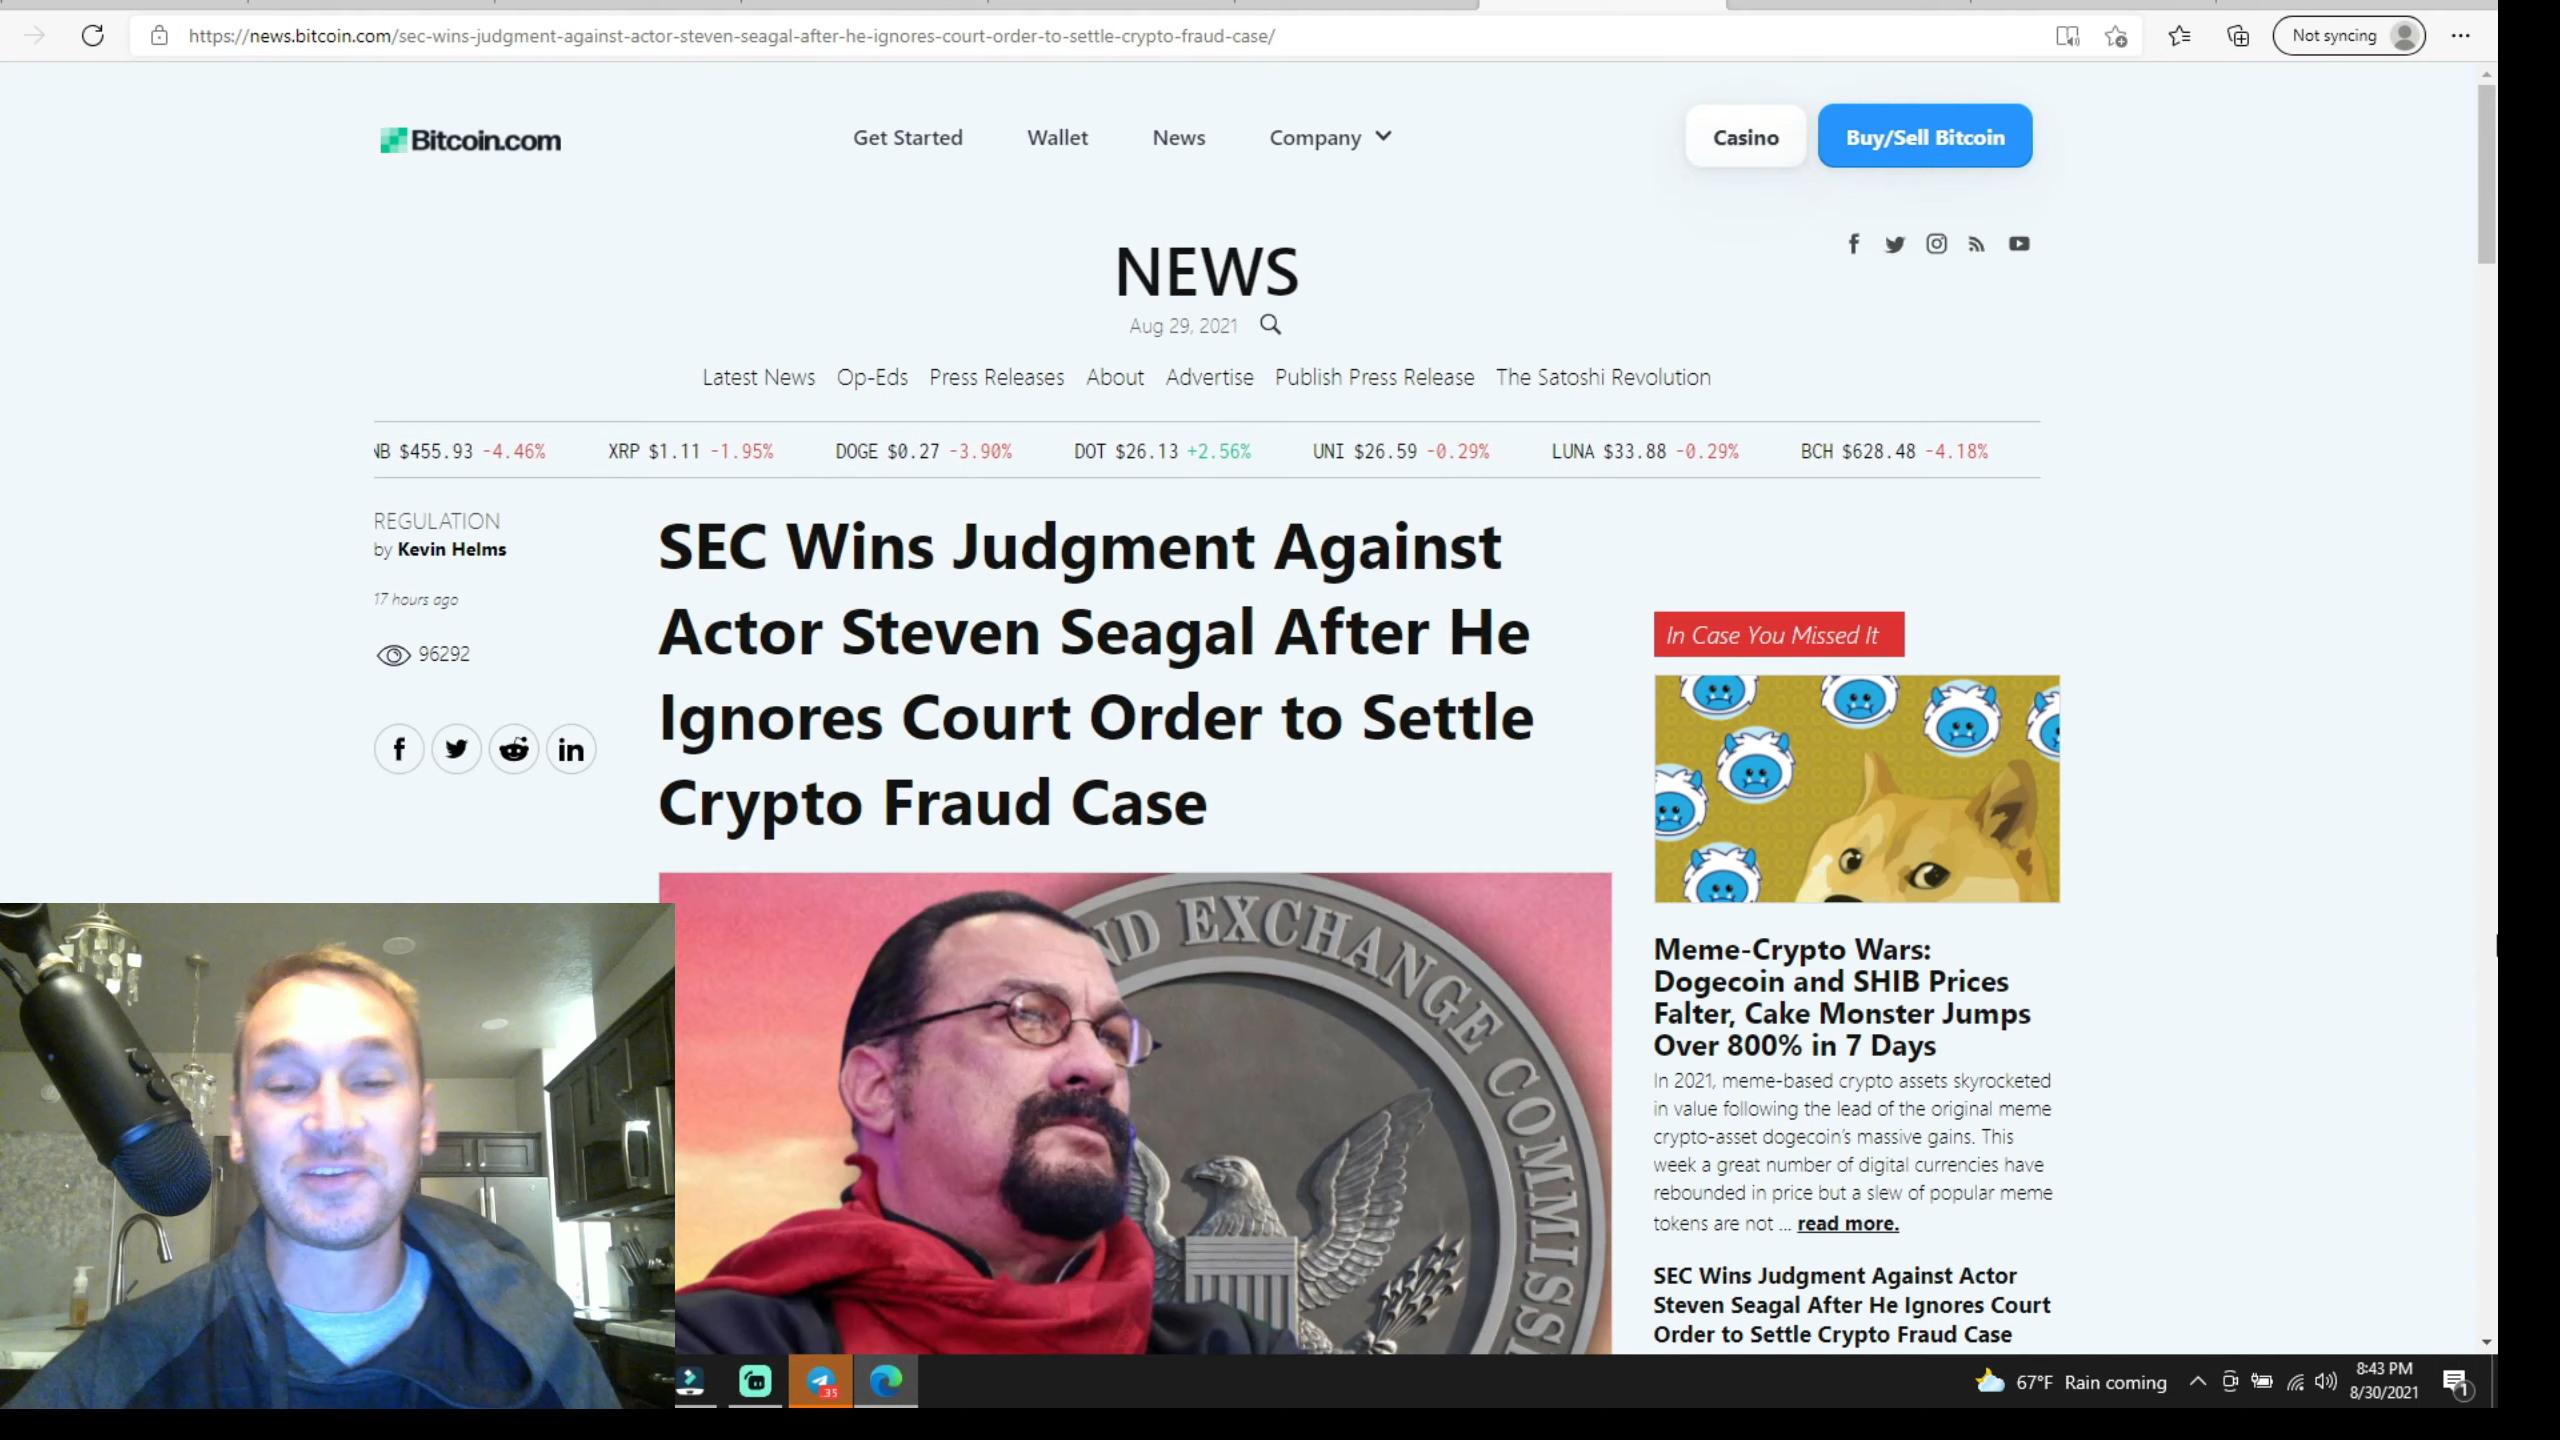 https://news.bitcoin.com/sec-wins-judgment-against-actor-steven-seagal-after-he-ignores-court-order-to-settle-crypto-fraud-case/
Not syncing
Bitcoin.com
Get Started
Wallet
News
Company
Casino
Buy/Sell Bitcoin
NEWS
Aug 29, 2021
Latest News Op-Eds Press Releases About Advertise Publish Press Release The Satoshi Revolution
NB $455.93 -4.46% XRP $1.11 -1.95% DOGE $0.27 -3.90% DOT $26.13 +2.56% UNI $26.59 -0.29% LUNA $33.88 -0.29% BCH $628.48 -4.18%
REGULATION
by Kevin Helms
17 hours ago
96292
SEC Wins Judgment Against
Actor Steven Seagal After He
Ignores Court Order to Settle
Crypto Fraud Case
ND EXCHANGE COMMISS
In Case You Missed It
Meme-Crypto Wars:
Dogecoin and SHIB Prices
Falter, Cake Monster Jumps
Over 800% in 7 Days
In 2021, meme-based crypto assets skyrocketed
in value following the lead of the original meme
crypto-asset dogecoin's massive gains. This
week a great number of digital currencies have
rebounded in price but a slew of popular meme
tokens are not ... read more.
SEC Wins Judgment Against Actor
Steven Seagal After He Ignores Court
Order to Settle Crypto Fraud Case
35
67°F Rain coming
8:43 PM
8/30/2021
1